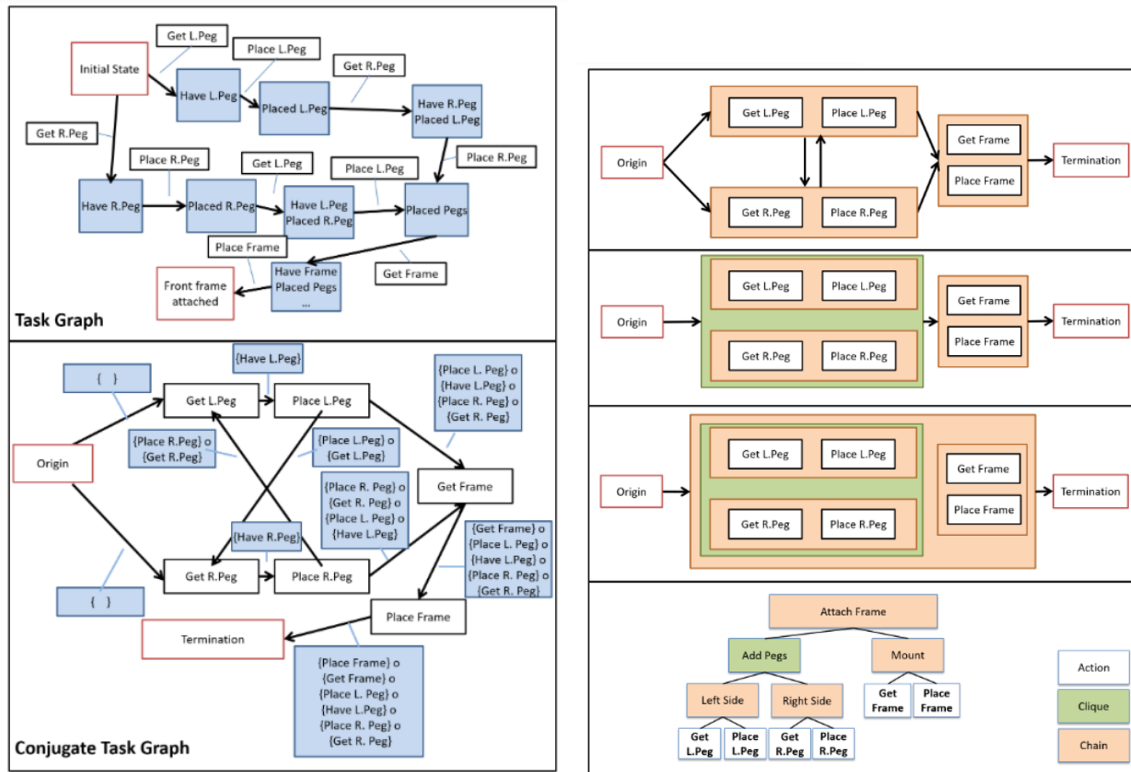 Get L.Peg
Place L.Peg
Get R.Peg
Initial State
Have L.Peg
Placed L.Peg
Have R.Peg
Placed L.Peg
Get R.Peg
Place R.Peg
Get L.Peg
Place L.Peg
Place R.Peg
Have R.Peg
Placed R.Peg
Have L.Peg
Placed R.Peg
Placed Pegs
Place Frame
Get Frame
Have Frame
Placed Pegs
...
Front frame
attached
Task Graph
{Have L.Peg}
{ }
{Place L. Peg} o
{Have L.Peg} o
{Place R. Peg} o
{Get R. Peg}
Get L.Peg
Place L.Peg
{Place R.Peg} o
{Get R.Peg}
{Place L.Peg} o
{Get L.Peg}
Origin
Get Frame
{Place R. Peg} o
{Get R. Peg} o
{Place L. Peg} o
{Have L.Peg}
{Have R.Peg}
{Get Frame} o
{Place L. Peg} o
{Have L.Peg} o
{Place R. Peg} o
{Get R. Peg}
Get R.Peg
Place R.Peg
{ }
Place Frame
Termination
{Place Frame} o
{Get Frame} o
{Place L. Peg} o
{Have L.Peg} o
{Place R. Peg} o
{Get R. Peg}
Conjugate Task Graph
Get L.Peg
Place L.Peg
Get Frame
Origin
Termination
Place Frame
Get R.Peg
Place R.Peg
Get L.Peg
Place L.Peg
Get Frame
Origin
Termination
Place Frame
Get R.Peg
Place R.Peg
Get L.Peg
Place L.Peg
Get Frame
Origin
Termination
Place Frame
Get R.Peg
Place R.Peg
Attach Frame
Add Pegs
Mount
Action
Get
Frame
Place
Frame
Left Side
Right Side
Clique
Get
L.Peg
Place
L.Peg
Get
R.Peg
Place
R.Peg
Chain